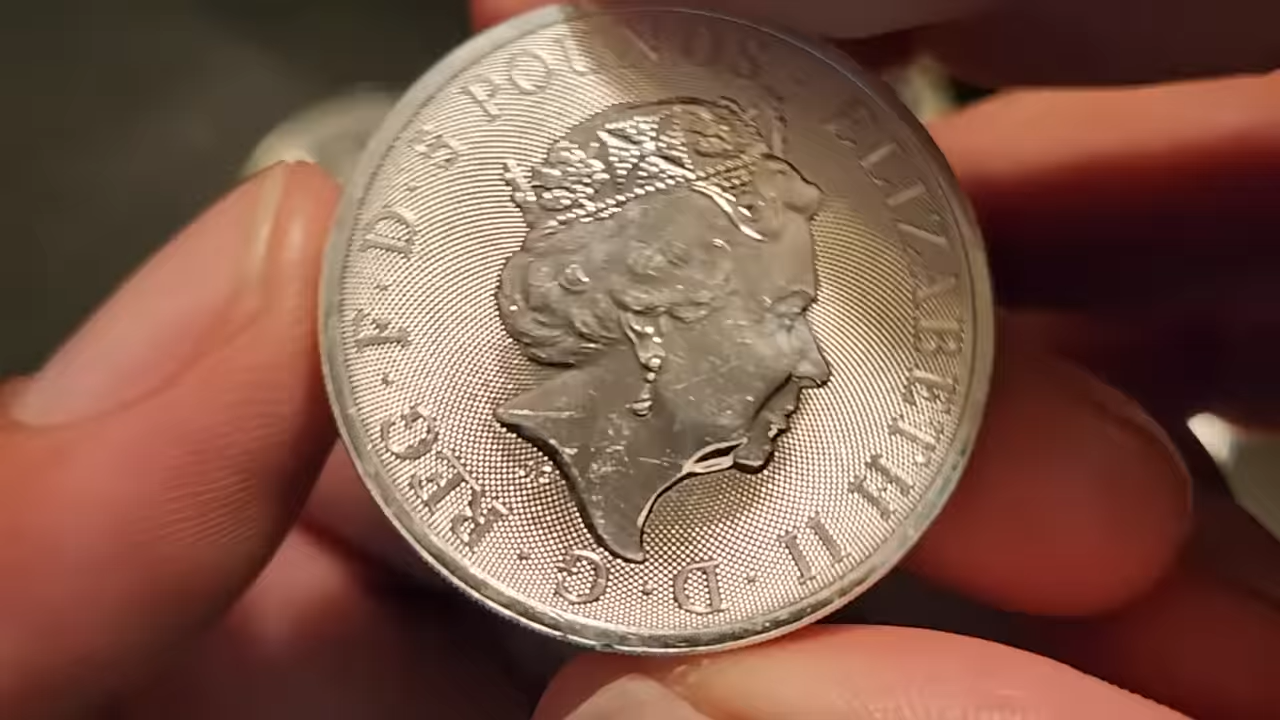 ELIZABETH II · D · G · REG · F · D · 5 POUNDS ·